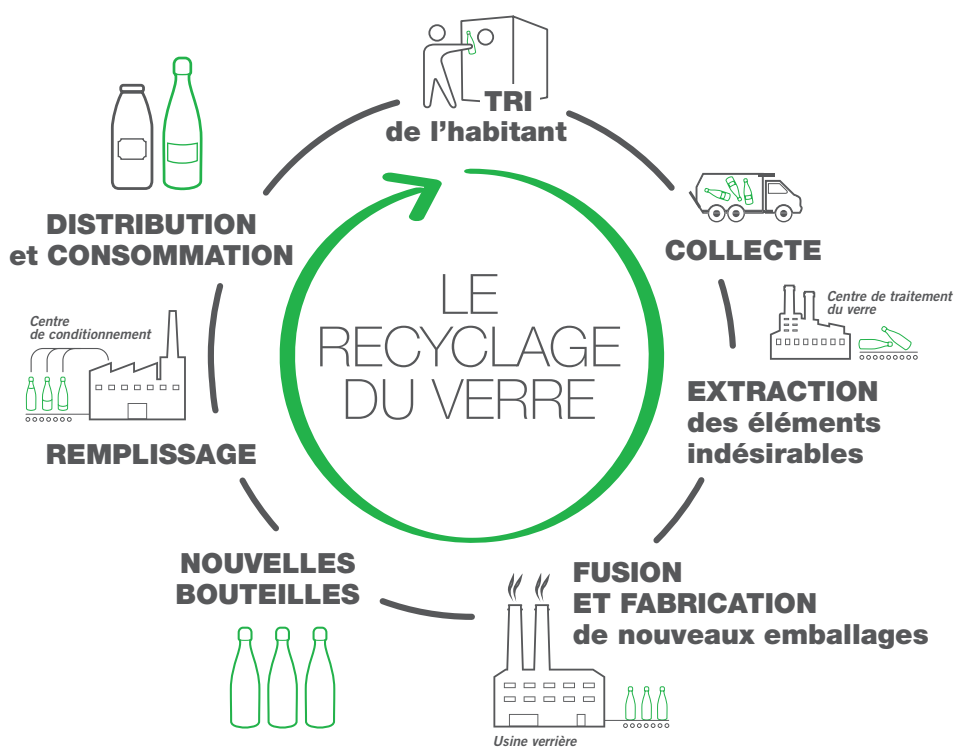 TRI
de l'habitant
COLLECTE
Centre de traitement
du verre
EXTRACTION
des éléments
indésirables
FUSION
ET FABRICATION
de nouveaux emballages
Usine verrière
NOUVELLES
BOUTEILLES
REMPLISSAGE
Centre
de conditionnement
DISTRIBUTION
et CONSOMMATION
LE
RECYCLAGE
DU VERRE